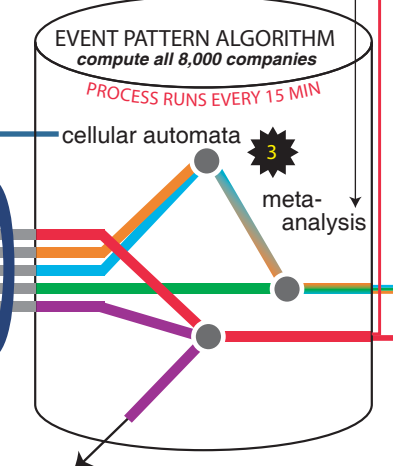 EVENT PATTERN ALGORITHM
compute all 8,000 companies
PROCESS RUNS EVERY 15 MIN
cellular automata
3
meta-
analysis